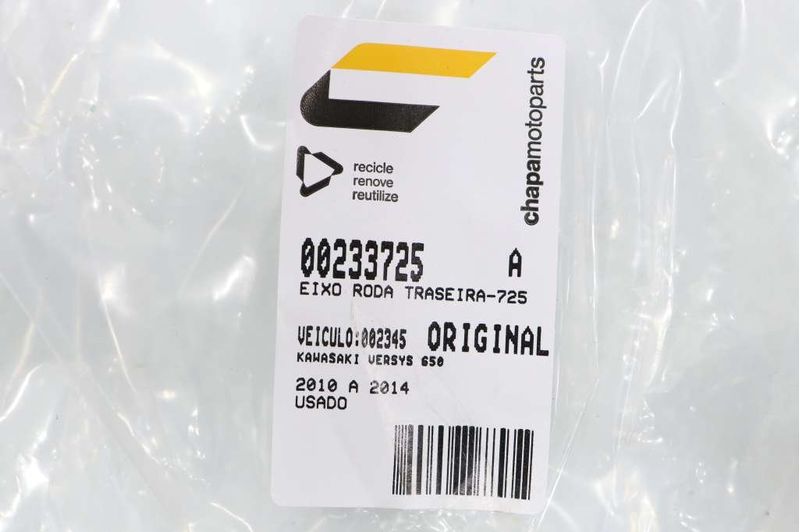 chapamotoparts
recicle
renove
reutilize
00233725 A
EIXO RODA TRASEIRA-725
VEICULO:002345 ORIGINAL
KAWASAKI VERSYS 650
2010 A 2014
USADO